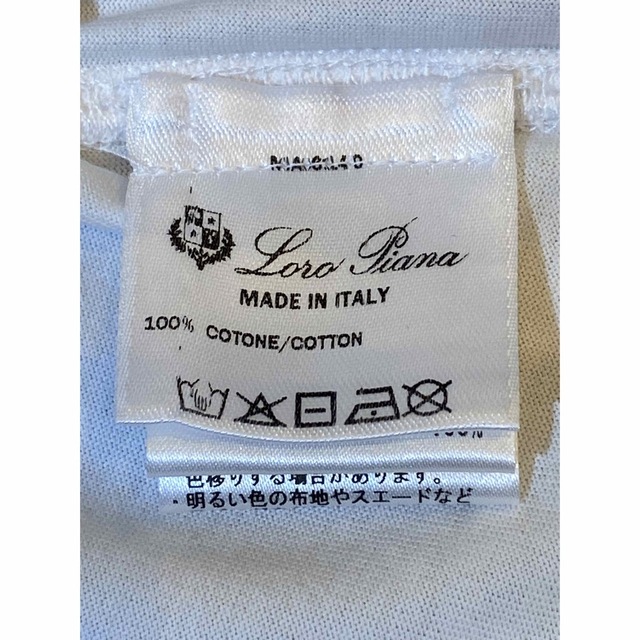 Loro Piana
MADE IN ITALY
100% COTONE/COTTON
100%
色移りする場合があります。
・明るい色の布地やスエードなど